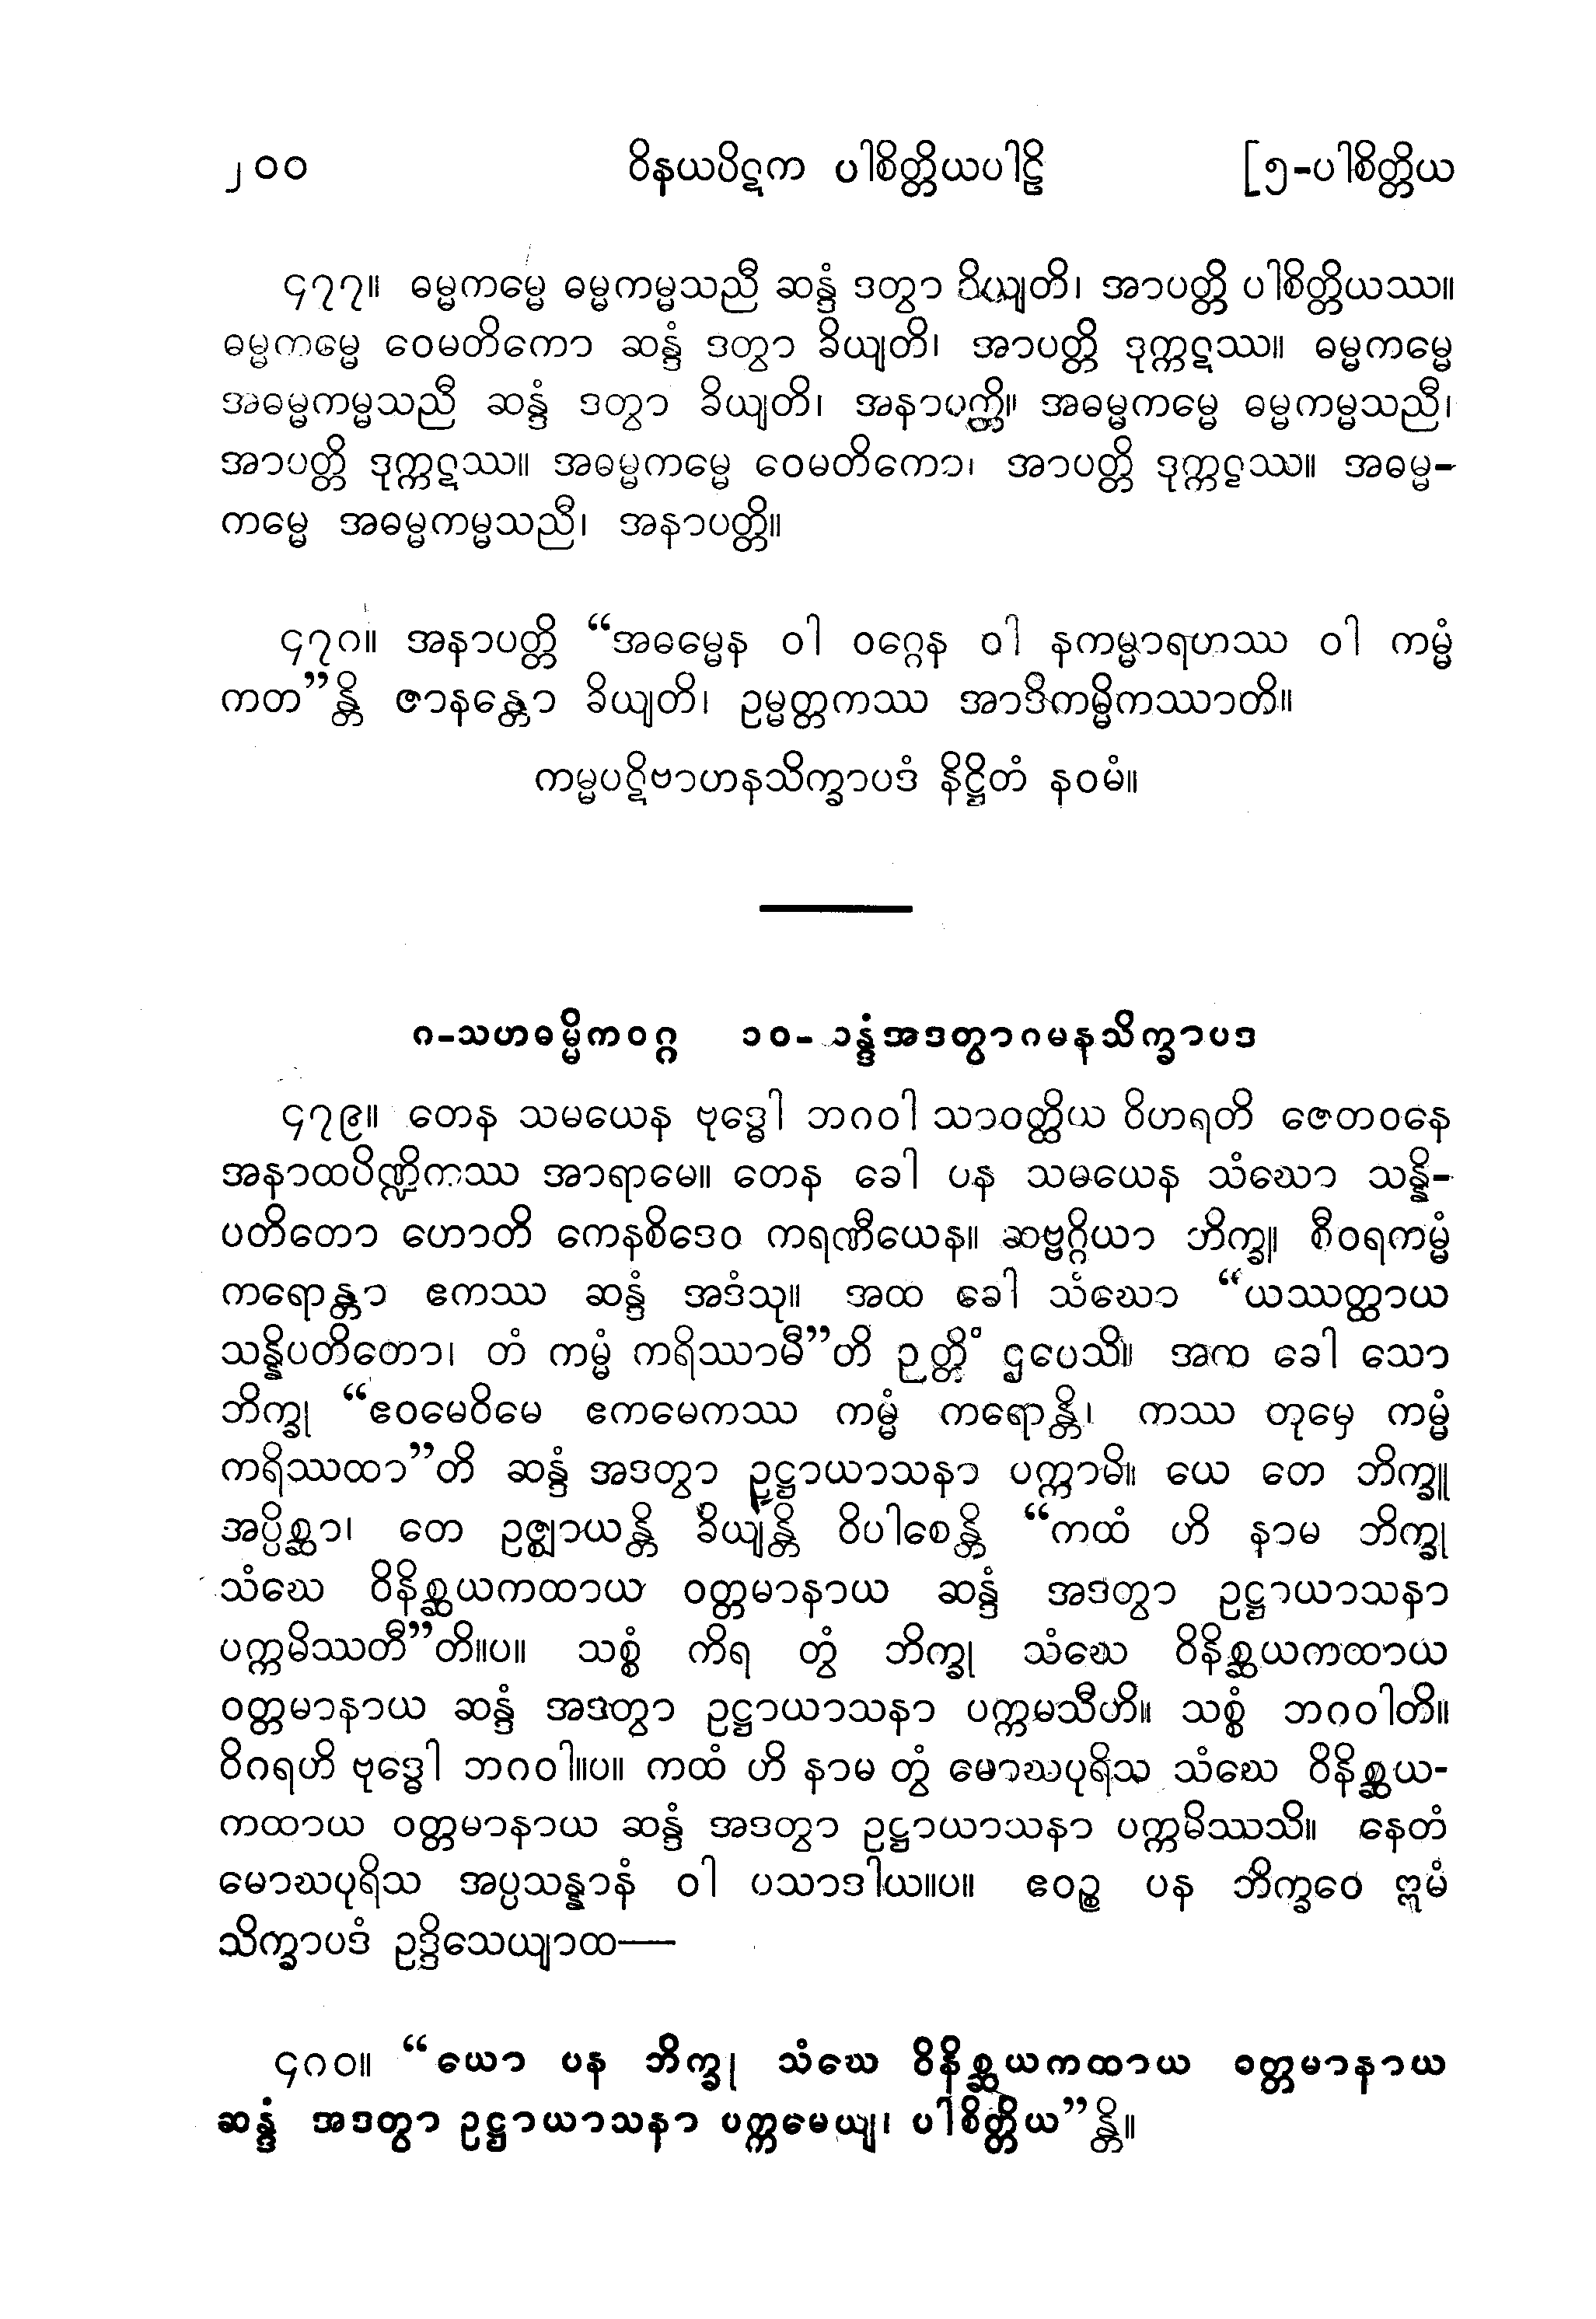 ၂၀၀ ဝိနယပိဋက ပါစိတ္တိယပါဠိ [၅-ပါစိတ္တိယ
၄၇၇။ ဓမ္မကမ္မေ ဓမ္မကမ္မသညီ ဆန္ဒံ ဒတွာ ခိယျတိ၊ အာပတ္တိ ပါစိတ္တိယဿ။
ဓမ္မကမ္မေ ဝေမတိကော ဆန္ဒံ ဒတွာ ခိယျတိ၊ အာပတ္တိ ဒုက္ကဋဿ။ ဓမ္မကမ္မေ
အဓမ္မကမ္မသညီ ဆန္ဒံ ဒတွာ ခိယျတိ၊ အနာပတ္တိ။ အဓမ္မကမ္မေ ဓမ္မကမ္မသညီ၊
အာပတ္တိ ဒုက္ကဋဿ။ အဓမ္မကမ္မေ ဝေမတိကော၊ အာပတ္တိ ဒုက္ကဋဿ။ အဓမ္မ-
ကမ္မေ အဓမ္မကမ္မသညီ၊ အနာပတ္တိ။
၄၇၈။ အနာပတ္တိ “အဓမ္မေန ဝါ ဝဂ္ဂေန ဝါ နကမ္မာရဟဿ ဝါ ကမ္မံ
ကတ”န္တိ ဇာနန္တော ခိယျတိ၊ ဥမ္မတ္တကဿ အာဒိကမ္မိကဿာတိ။
ကမ္မပဋိဗာဟနသိက္ခာပဒံ နိဋ္ဌိတံ နဝမံ။
၈-သဟဓမ္မိကဝဂ္ဂ ၁၀- ဆန္ဒံအဒတွာဂမနသိက္ခာပဒ
၄၇၉။ တေန သမယေန ဗုဒ္ဓေါ ဘဂဝါ သာဝတ္ထိယံ ဝိဟရတိ ဇေတဝနေ
အနာထပိဏ္ဍိကဿ အာရာမေ။ တေန ခေါ ပန သမယေန သံဃော သန္နိ-
ပတိတော ဟောတိ ကေနစိဒေဝ ကရဏီယေန။ ဆဗ္ဗဂ္ဂိယာ ဘိက္ခူ စီဝရကမ္မံ
ကရောန္တာ ဧကဿ ဆန္ဒံ အဒံသု။ အထ ခေါ သံဃော “ယဿတ္ထာယ
သန္နိပတိတော၊ တံ ကမ္မံ ကရိဿာမီ”တိ ဉတ္တိံ ဌပေသိ။ အထ ခေါ သော
ဘိက္ခု “ဧဝမေဝိမေ ဧကမေကဿ ကမ္မံ ကရောန္တိ၊ ကဿ တုမှေ ကမ္မံ
ကရိဿထာ”တိ ဆန္ဒံ အဒတွာ ဥဋ္ဌာယာသနာ ပက္ကာမိ။ ယေ တေ ဘိက္ခူ
အပ္ပိစ္ဆာ၊ တေ ဥဇ္ဈာယန္တိ ခိယျန္တိ ဝိပါစေန္တိ “ကထံ ဟိ နာမ ဘိက္ခု
သံဃေ ဝိနိစ္ဆယကထာယ ဝတ္တမာနာယ ဆန္ဒံ အဒတွာ ဥဋ္ဌာယာသနာ
ပက္ကမိဿတီ”တိ။ပ။ သစ္စံ ကိရ တွံ ဘိက္ခု သံဃေ ဝိနိစ္ဆယကထာယ
ဝတ္တမာနာယ ဆန္ဒံ အဒတွာ ဥဋ္ဌာယာသနာ ပက္ကမသီတိ။ သစ္စံ ဘဂဝါတိ။
ဝိဂရဟိ ဗုဒ္ဓေါ ဘဂဝါ။ပ။ ကထံ ဟိ နာမ တွံ မောဃပုရိသ သံဃေ ဝိနိစ္ဆယ-
ကထာယ ဝတ္တမာနာယ ဆန္ဒံ အဒတွာ ဥဋ္ဌာယာသနာ ပက္ကမိဿသိ။ နေတံ
မောဃပုရိသ အပ္ပသန္နာနံ ဝါ ပသာဒါယ။ပ။ ဧဝဉ္စ ပန ဘိက္ခဝေ ဣမံ
သိက္ခာပဒံ ဥဒ္ဒိသေယျာထ—
၄၈၀။ “ယော ပန ဘိက္ခု သံဃေ ဝိနိစ္ဆယကထာယ ဝတ္တမာနာယ
ဆန္ဒံ အဒတွာ ဥဋ္ဌာယာသနာ ပက္ကမေယျ၊ ပါစိတ္တိယ”န္တိ။